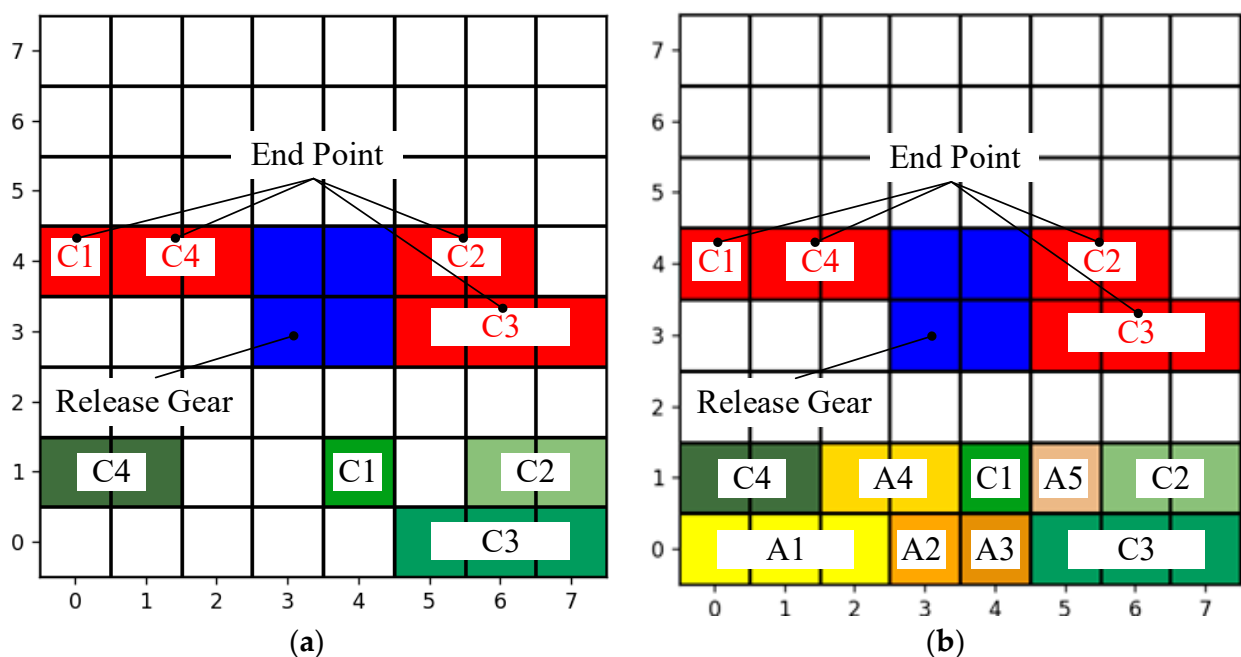 7
6
End Point
5
C1 C4 C2
4
C3
3
Release Gear
2
C4 C1 C2
1
C3
0
0 1 2 3 4 5 6 7
(a)
7
6
End Point
5
C1 C4 C2
4
C3
3
Release Gear
2
C4 A4 C1 A5 C2
1
A1 A2 A3 C3
0
0 1 2 3 4 5 6 7
(b)